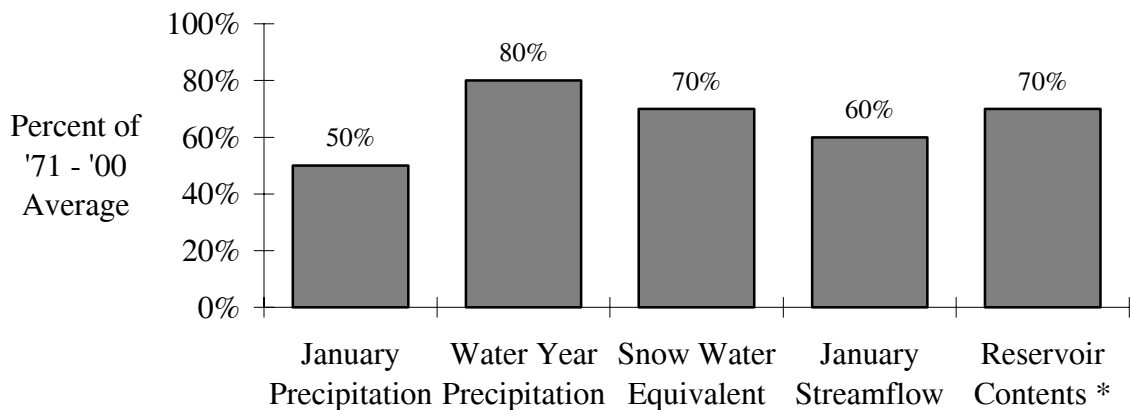 100%
80%
60%
40%
20%
0%
Percent of
'71 - '00
Average
50%
80%
70%
60%
70%
January
Precipitation
Water Year
Precipitation
Snow Water
Equivalent
January
Streamflow
Reservoir
Contents *